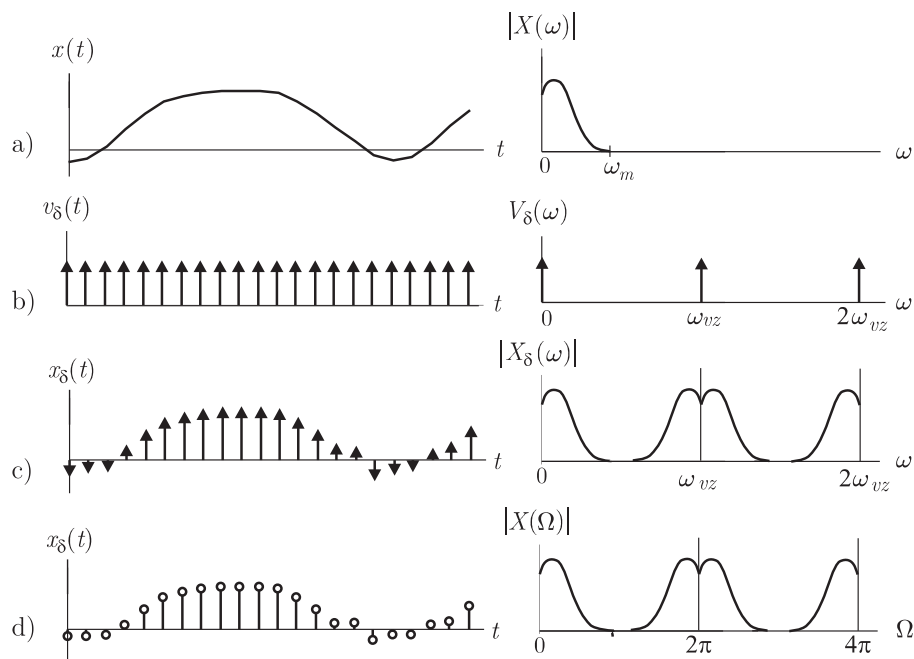 x(t)
|X(ω)|
a)
t
0
ω_m
ω
v_δ(t)
V_δ(ω)
b)
t
0
ω_vz
2ω_vz
ω
x_δ(t)
|X_δ(ω)|
c)
t
0
ω_vz
2ω_vz
ω
x_δ(t)
|X(Ω)|
d)
t
0
2π
4π
Ω